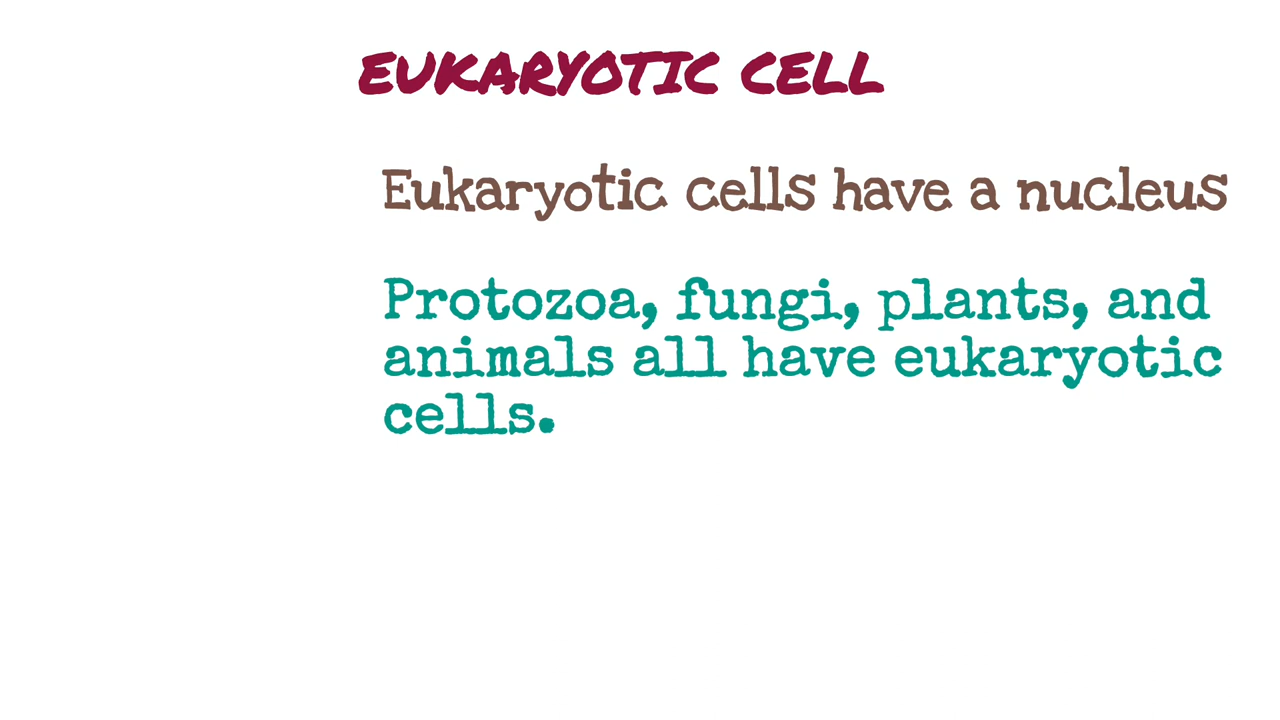 EUKARYOTIC CELL
Eukaryotic cells have a nucleus
Protozoa, fungi, plants, and
animals all have eukaryotic
cells.